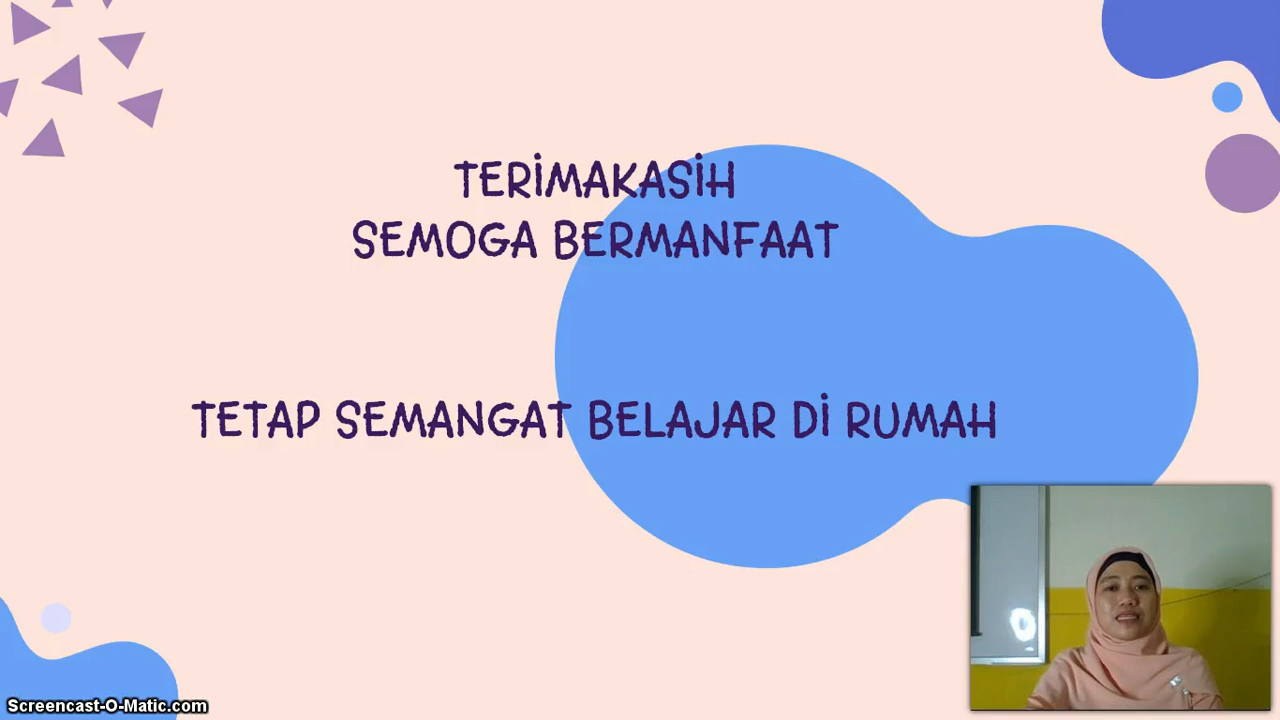 TERIMAKASIH
SEMOGA BERMANFAAT
TETAP SEMANGAT BELAJAR DI RUMAH
Screencast-O-Matic.com